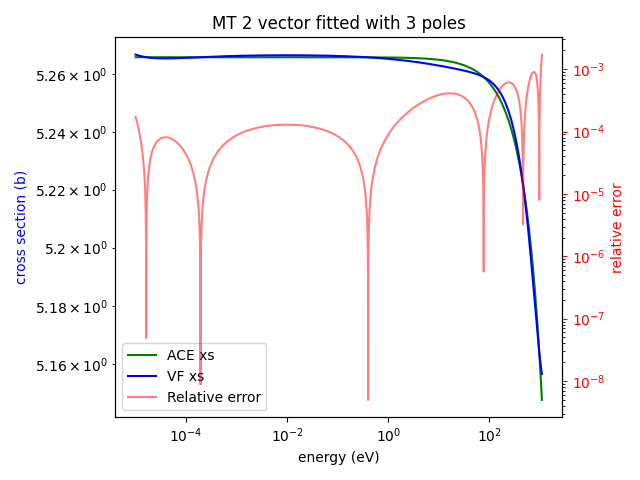 MT 2 vector fitted with 3 poles
cross section (b)
5.26 × 10⁰
5.24 × 10⁰
5.22 × 10⁰
5.2 × 10⁰
5.18 × 10⁰
5.16 × 10⁰
10⁻³
10⁻⁴
10⁻⁵
10⁻⁶
10⁻⁷
10⁻⁸
relative error
ACE xs
VF xs
Relative error
10⁻⁴ 10⁻² 10⁰ 10²
energy (eV)